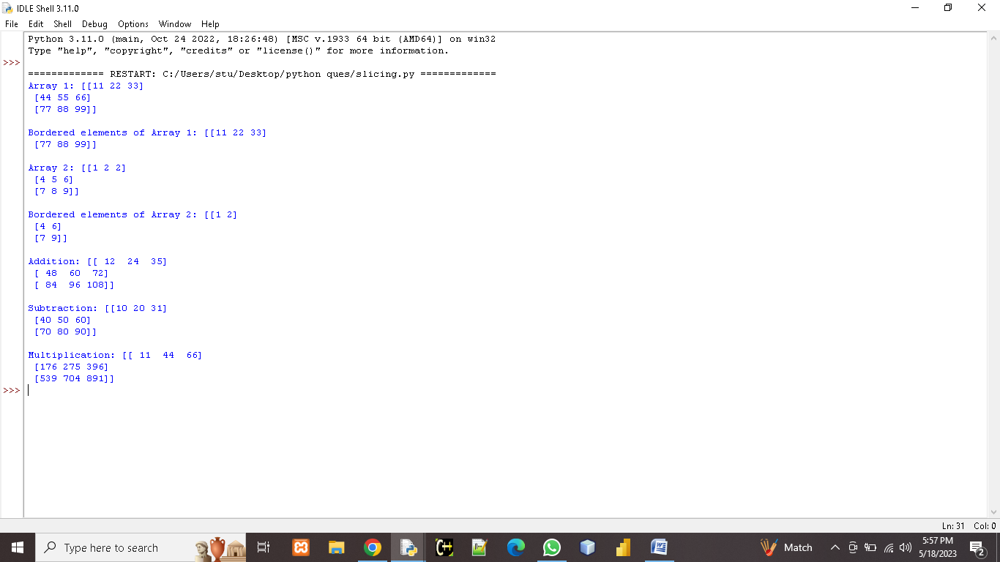 IDLE Shell 3.11.0
File Edit Shell Debug Options Window Help
Python 3.11.0 (main, Oct 24 2022, 18:26:48) [MSC v.1933 64 bit (AMD64)] on win32
Type "help", "copyright", "credits" or "license()" for more information.
>>>
============= RESTART: C:/Users/stu/Desktop/python ques/slicing.py =============
Array 1: [[11 22 33]
 [44 55 66]
 [77 88 99]]
Bordered elements of Array 1: [[11 22 33]
 [77 88 99]]
Array 2: [[1 2 2]
 [4 5 6]
 [7 8 9]]
Bordered elements of Array 2: [[1 2]
 [4 6]
 [7 9]]
Addition: [[ 12  24  35]
 [ 48  60  72]
 [ 84  96 108]]
Subtraction: [[10 20 31]
 [40 50 60]
 [70 80 90]]
Multiplication: [[ 11  44  66]
 [176 275 396]
 [539 704 891]]
>>>
Ln: 31 Col: 0
Type here to search
Match
5:57 PM
5/18/2023
2